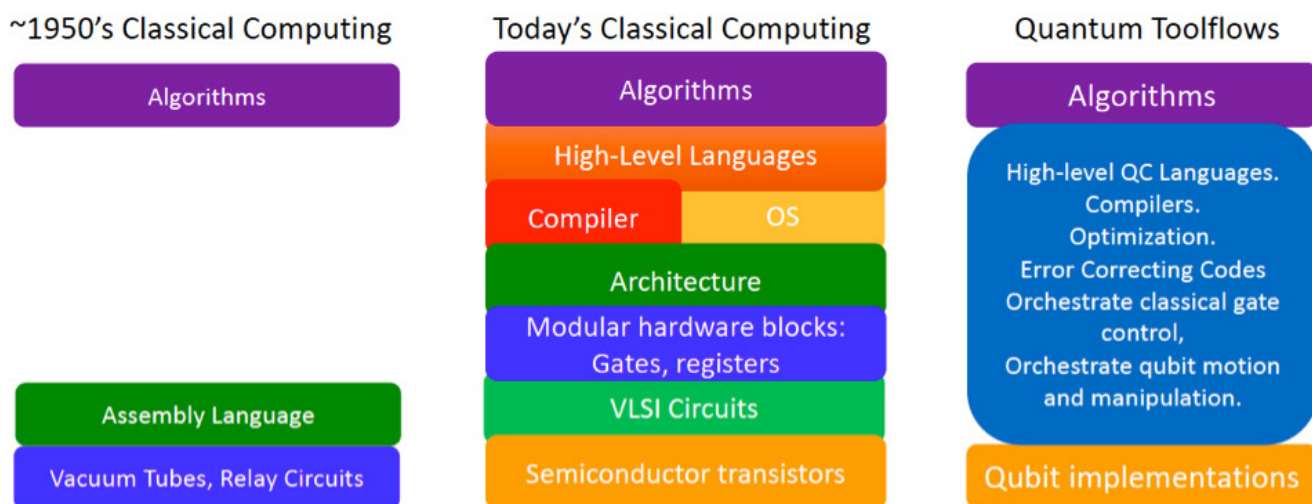 ~1950's Classical Computing
Algorithms
Assembly Language
Vacuum Tubes, Relay Circuits
Today's Classical Computing
Algorithms
High-Level Languages
Compiler
OS
Architecture
Modular hardware blocks:
Gates, registers
VLSI Circuits
Semiconductor transistors
Quantum Toolflows
Algorithms
High-level QC Languages.
Compilers.
Optimization.
Error Correcting Codes
Orchestrate classical gate
control,
Orchestrate qubit motion
and manipulation.
Qubit implementations